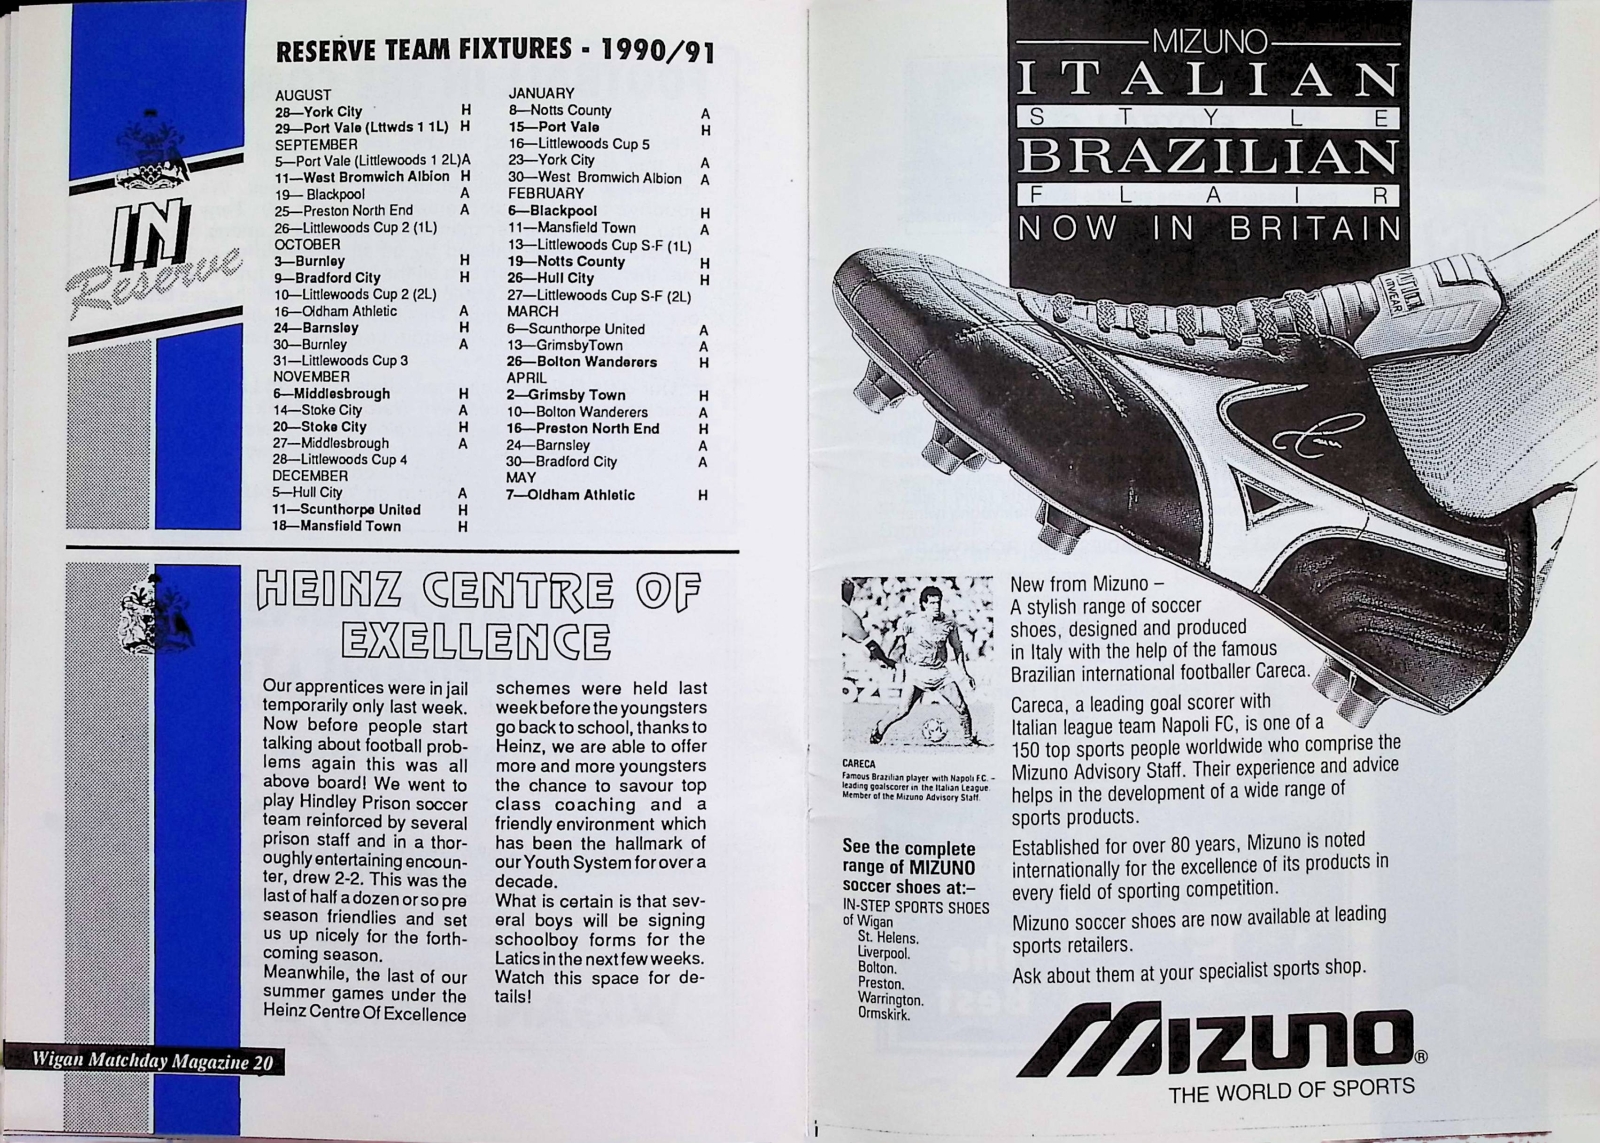 RESERVE TEAM FIXTURES - 1990/91
AUGUST
28—York City H
29—Port Vale (Lttwds 1 1L) H
SEPTEMBER
5—Port Vale (Littlewoods 1 2L)A
11—West Bromwich Albion H
19— Blackpool A
25—Preston North End A
26—Littlewoods Cup 2 (1L)
OCTOBER
3—Burnley H
9—Bradford City H
10—Littlewoods Cup 2 (2L)
16—Oldham Athletic A
24—Barnsley H
30—Burnley A
31—Littlewoods Cup 3
NOVEMBER
6—Middlesbrough H
14—Stoke City A
20—Stoke City H
27—Middlesbrough A
28—Littlewoods Cup 4
DECEMBER
5—Hull City A
11—Scunthorpe United H
18—Mansfield Town H
JANUARY
8—Notts County A
15—Port Vale H
16—Littlewoods Cup 5
23—York City A
30—West Bromwich Albion A
FEBRUARY
6—Blackpool H
11—Mansfield Town A
13—Littlewoods Cup S-F (1L)
19—Notts County H
26—Hull City H
27—Littlewoods Cup S-F (2L)
MARCH
6—Scunthorpe United A
13—GrimsbyTown A
26—Bolton Wanderers H
APRIL
2—Grimsby Town H
10—Bolton Wanderers A
16—Preston North End H
24—Barnsley A
30—Bradford City A
MAY
7—Oldham Athletic H
IN
Reserve
HEINZ CENTRE OF
EXELLENCE
Our apprentices were in jail
temporarily only last week.
Now before people start
talking about football prob-
lems again this was all
above board! We went to
play Hindley Prison soccer
team reinforced by several
prison staff and in a thor-
oughly entertaining encoun-
ter, drew 2-2. This was the
last of half a dozen or so pre
season friendlies and set
us up nicely for the forth-
coming season.
Meanwhile, the last of our
summer games under the
Heinz Centre Of Excellence
schemes were held last
week before the youngsters
go back to school, thanks to
Heinz, we are able to offer
more and more youngsters
the chance to savour top
class coaching and a
friendly environment which
has been the hallmark of
our Youth System for over a
decade.
What is certain is that sev-
eral boys will be signing
schoolboy forms for the
Latics in the next few weeks.
Watch this space for de-
tails!
Wigan Matchday Magazine 20
MIZUNO
ITALIAN
STYLE
BRAZILIAN
FLAIR
NOW IN BRITAIN
CARECA
Famous Brazilian player with Napoli F.C. –
leading goalscorer in the Italian League.
Member of the Mizuno Advisory Staff.
See the complete
range of MIZUNO
soccer shoes at:–
IN-STEP SPORTS SHOES
of Wigan
St. Helens.
Liverpool.
Bolton.
Preston.
Warrington.
Ormskirk.
New from Mizuno –
A stylish range of soccer
shoes, designed and produced
in Italy with the help of the famous
Brazilian international footballer Careca.
Careca, a leading goal scorer with
Italian league team Napoli FC, is one of a
150 top sports people worldwide who comprise the
Mizuno Advisory Staff. Their experience and advice
helps in the development of a wide range of
sports products.
Established for over 80 years, Mizuno is noted
internationally for the excellence of its products in
every field of sporting competition.
Mizuno soccer shoes are now available at leading
sports retailers.
Ask about them at your specialist sports shop.
MIZUNO®
THE WORLD OF SPORTS